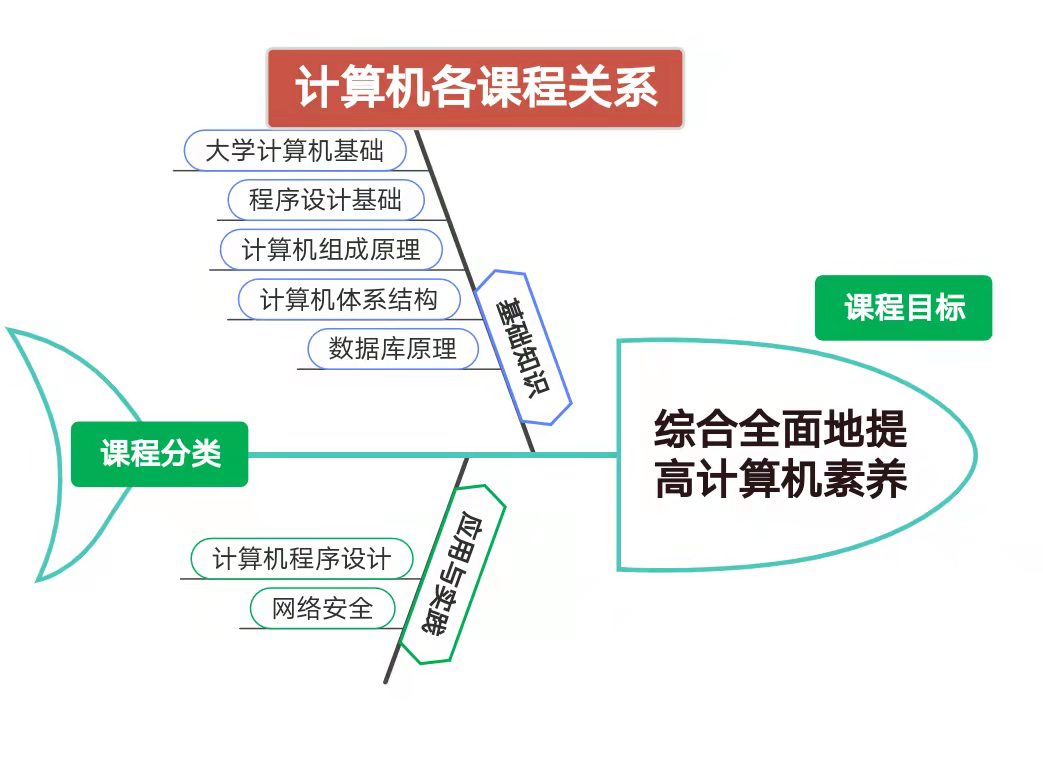 计算机各课程关系
大学计算机基础
程序设计基础
计算机组成原理
计算机体系结构
数据库原理
基础知识
课程目标
课程分类
综合全面地提
高计算机素养
应用与实践
计算机程序设计
网络安全